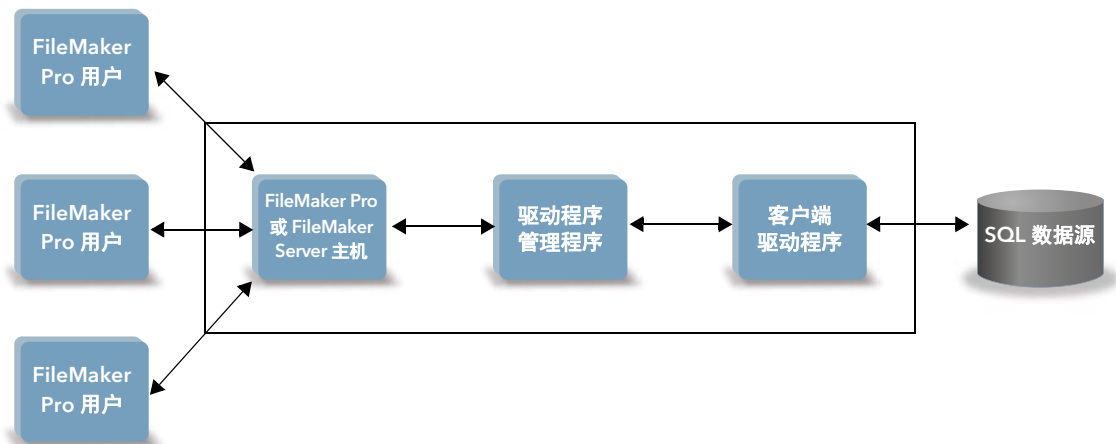 FileMaker
Pro 用户
FileMaker
Pro 用户
FileMaker
Pro 用户
FileMaker Pro
或 FileMaker
Server 主机
驱动程序
管理程序
客户端
驱动程序
SQL 数据源